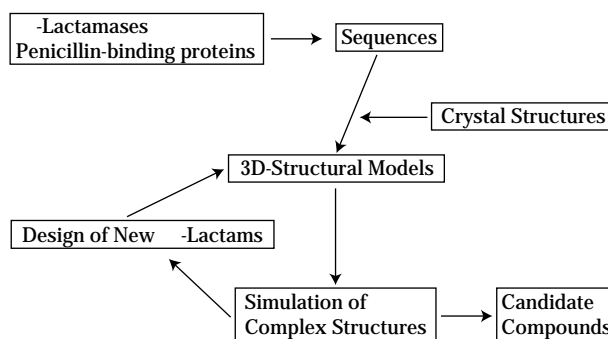 -Lactamases
Penicillin-binding proteins
Sequences
Crystal Structures
3D-Structural Models
Design of New -Lactams
Simulation of
Complex Structures
Candidate
Compounds